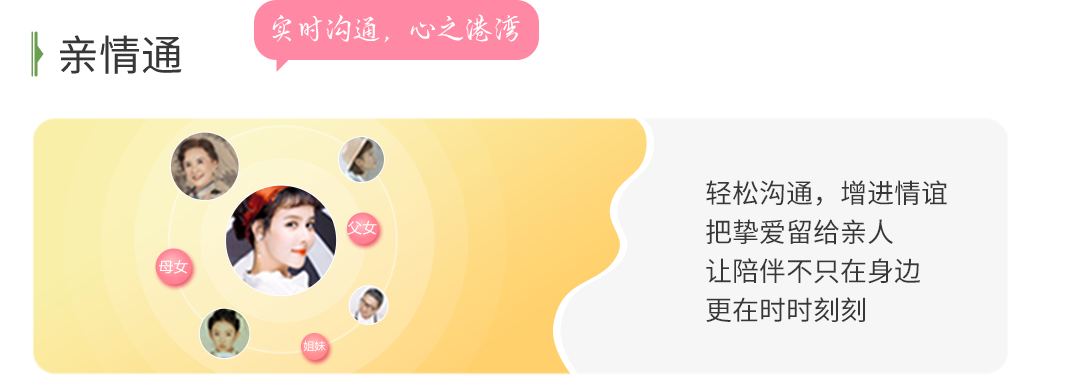 实时沟通，心之港湾
亲情通
父女
母女
姐妹
轻松沟通，增进情谊
把挚爱留给亲人
让陪伴不只在身边
更在时时刻刻